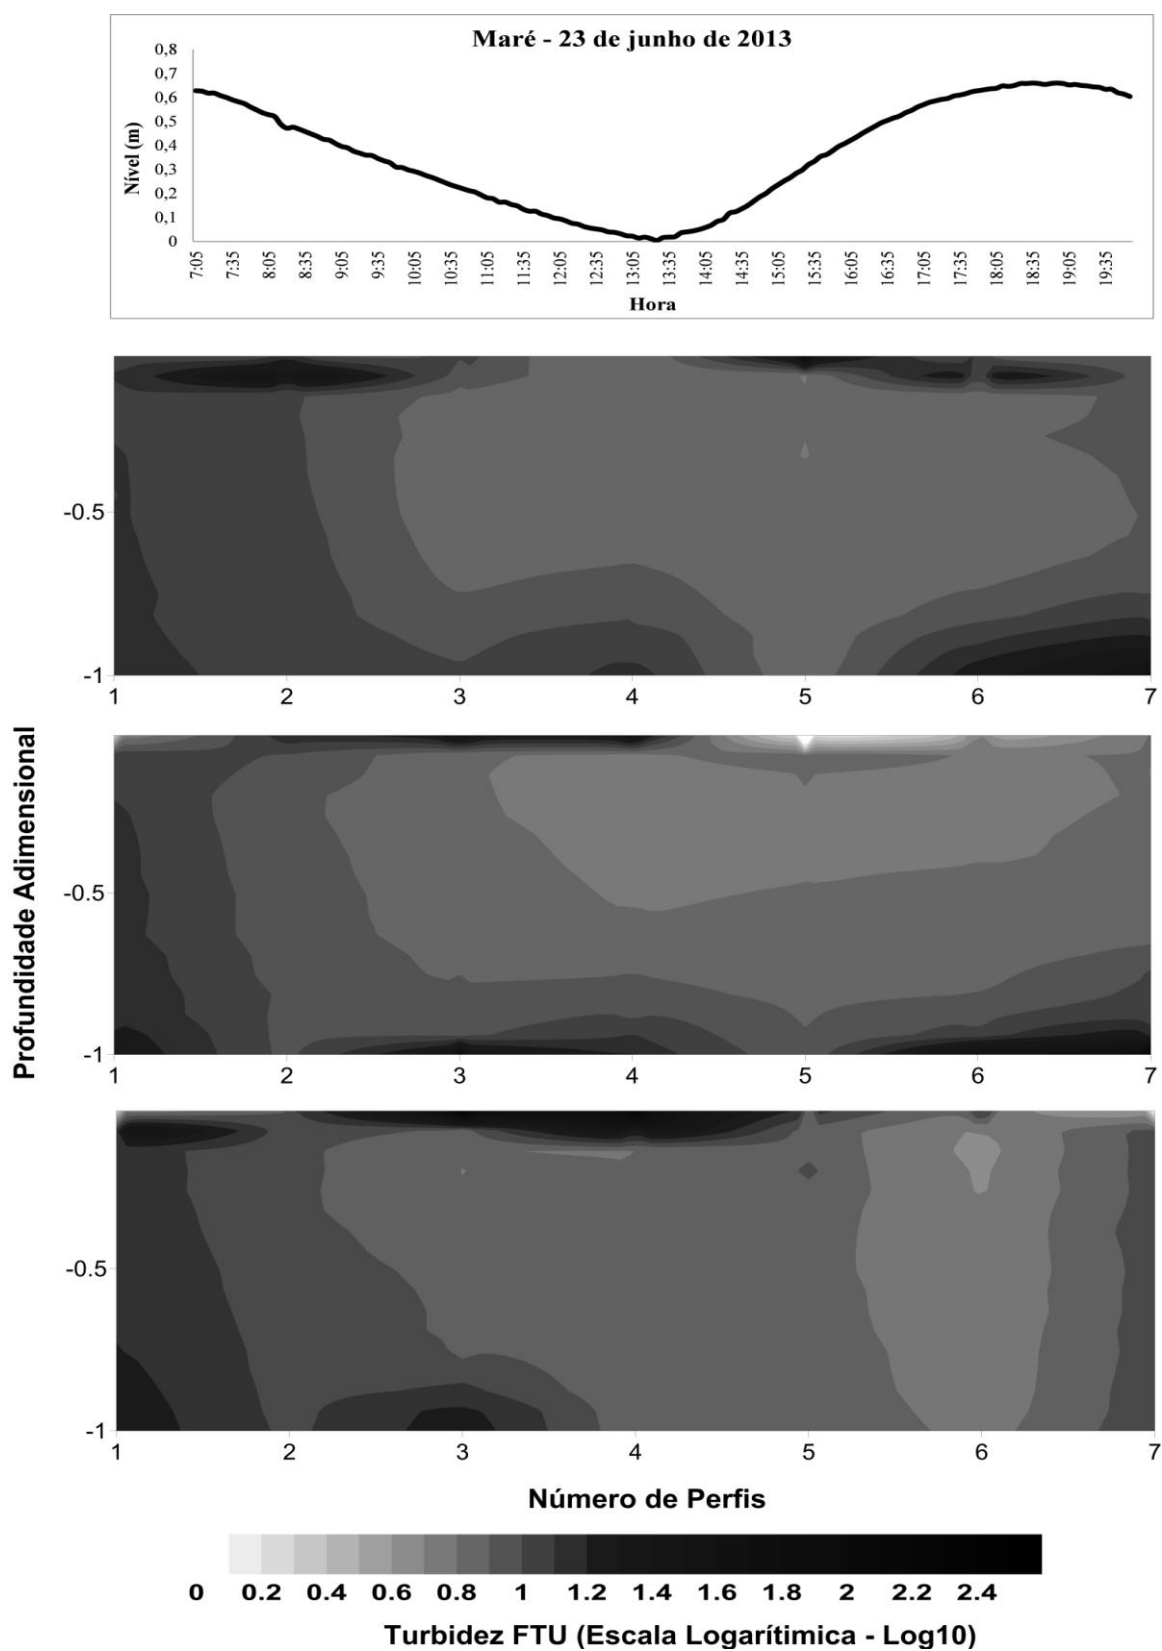 Maré - 23 de junho de 2013
0,8
0,7
0,6
0,5
0,4
0,3
0,2
0,1
0
Nível (m)
7:05 7:35 8:05 8:35 9:05 9:35 10:05 10:35 11:05 11:35 12:05 12:35 13:05 13:35 14:05 14:35 15:05 15:35 16:05 16:35 17:05 17:35 18:05 18:35 19:05 19:35
Hora
Profundidade Adimensional
-0.5
-1
1 2 3 4 5 6 7
-0.5
-1
1 2 3 4 5 6 7
-0.5
-1
1 2 3 4 5 6 7
Número de Perfis
0 0.2 0.4 0.6 0.8 1 1.2 1.4 1.6 1.8 2 2.2 2.4
Turbidez FTU (Escala Logarítimica - Log10)